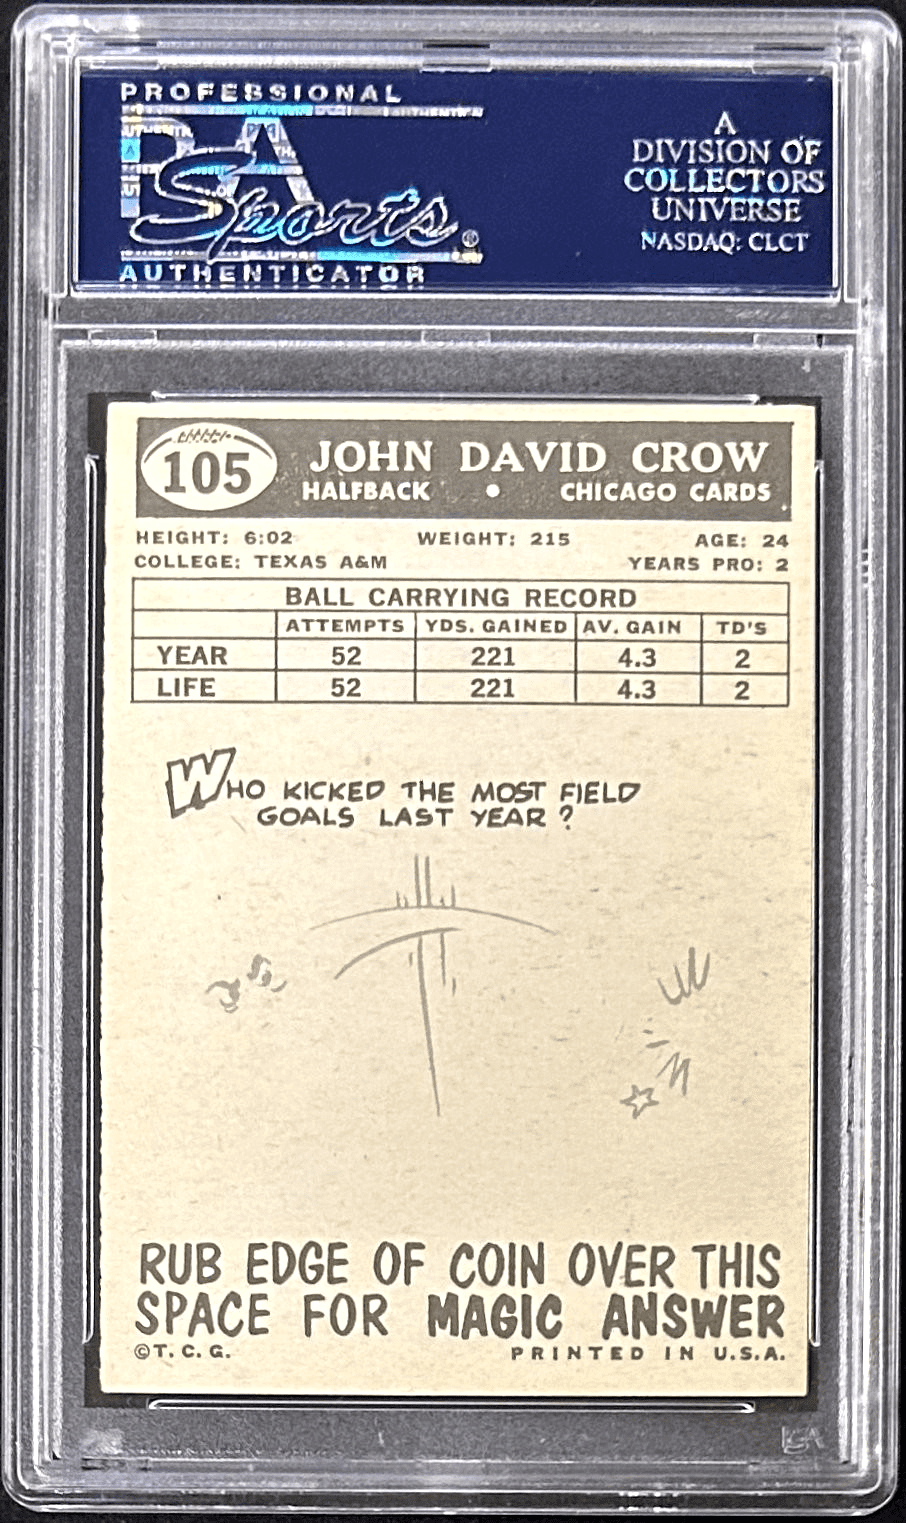 PROFESSIONAL
PSA
Sports®
AUTHENTICATOR
A
DIVISION OF
COLLECTORS
UNIVERSE
NASDAQ: CLCT
105 JOHN DAVID CROW
HALFBACK • CHICAGO CARDS
HEIGHT: 6:02 WEIGHT: 215 AGE: 24
COLLEGE: TEXAS A&M YEARS PRO: 2
BALL CARRYING RECORD
ATTEMPTS YDS. GAINED AV. GAIN TD'S
YEAR 52 221 4.3 2
LIFE 52 221 4.3 2
WHO KICKED THE MOST FIELD
GOALS LAST YEAR?
RUB EDGE OF COIN OVER THIS
SPACE FOR MAGIC ANSWER
©T. C. G. PRINTED IN U.S.A.